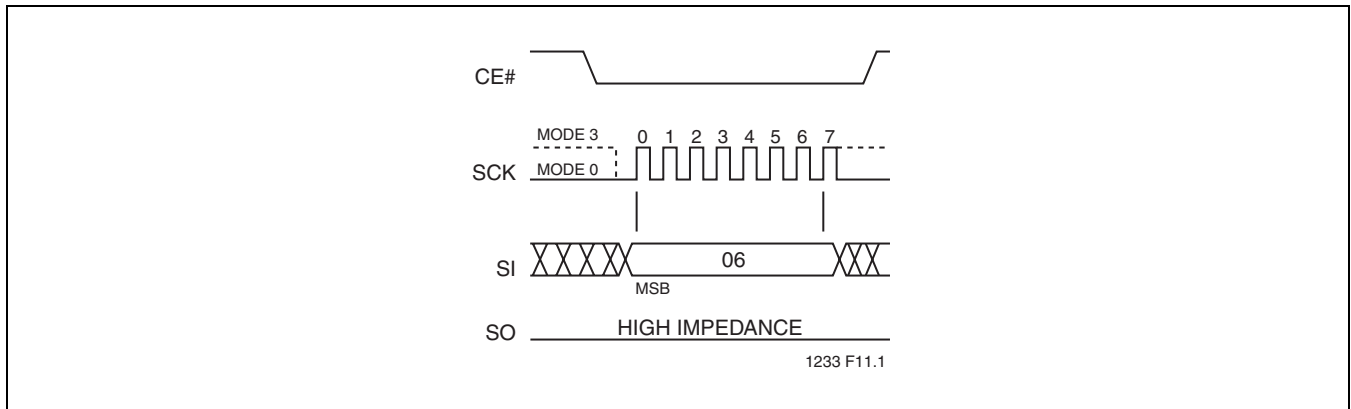 CE#
MODE 3
0 1 2 3 4 5 6 7
SCK
MODE 0
SI
06
MSB
SO
HIGH IMPEDANCE
1233 F11.1